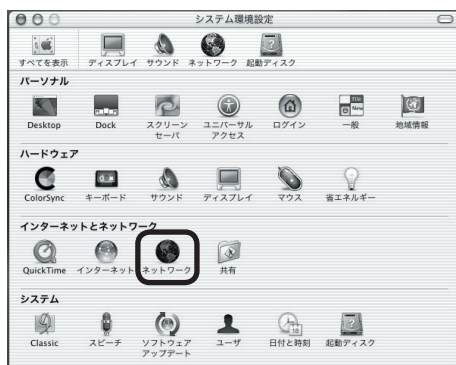 システム環境設定
すべてを表示 ディスプレイ サウンド ネットワーク 起動ディスク
パーソナル
Desktop Dock スクリーン セーバ ユニバーサル アクセス ログイン 一般 地域情報
ハードウェア
ColorSync キーボード サウンド ディスプレイ マウス 省エネルギー
インターネットとネットワーク
QuickTime インターネット ネットワーク 共有
システム
Classic スピーチ ソフトウェア アップデート ユーザ 日付と時刻 起動ディスク